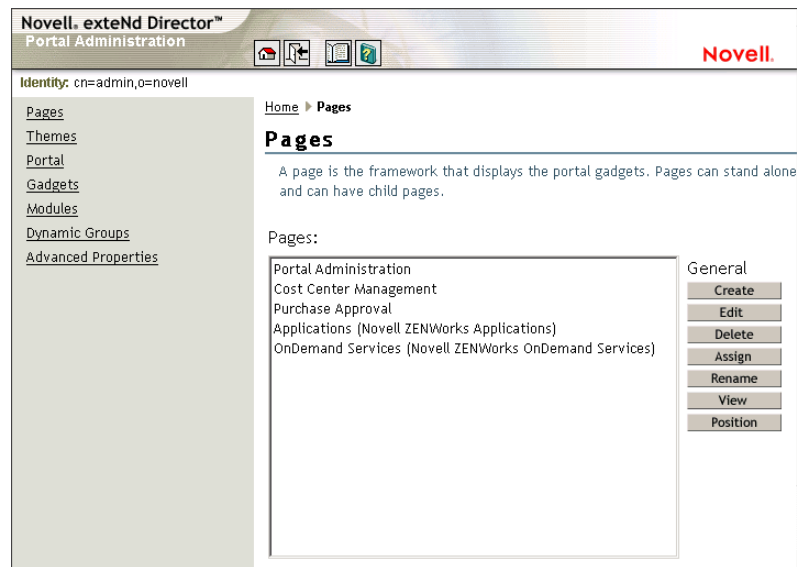 Novell. exteNd Director™
Portal Administration
Novell.
Identity: cn=admin,o=novell
Pages
Themes
Portal
Gadgets
Modules
Dynamic Groups
Advanced Properties
Home Pages
Pages
A page is the framework that displays the portal gadgets. Pages can stand alone
and can have child pages.
Pages:
Portal Administration
Cost Center Management
Purchase Approval
Applications (Novell ZENWorks Applications)
OnDemand Services (Novell ZENWorks OnDemand Services)
General
Create
Edit
Delete
Assign
Rename
View
Position